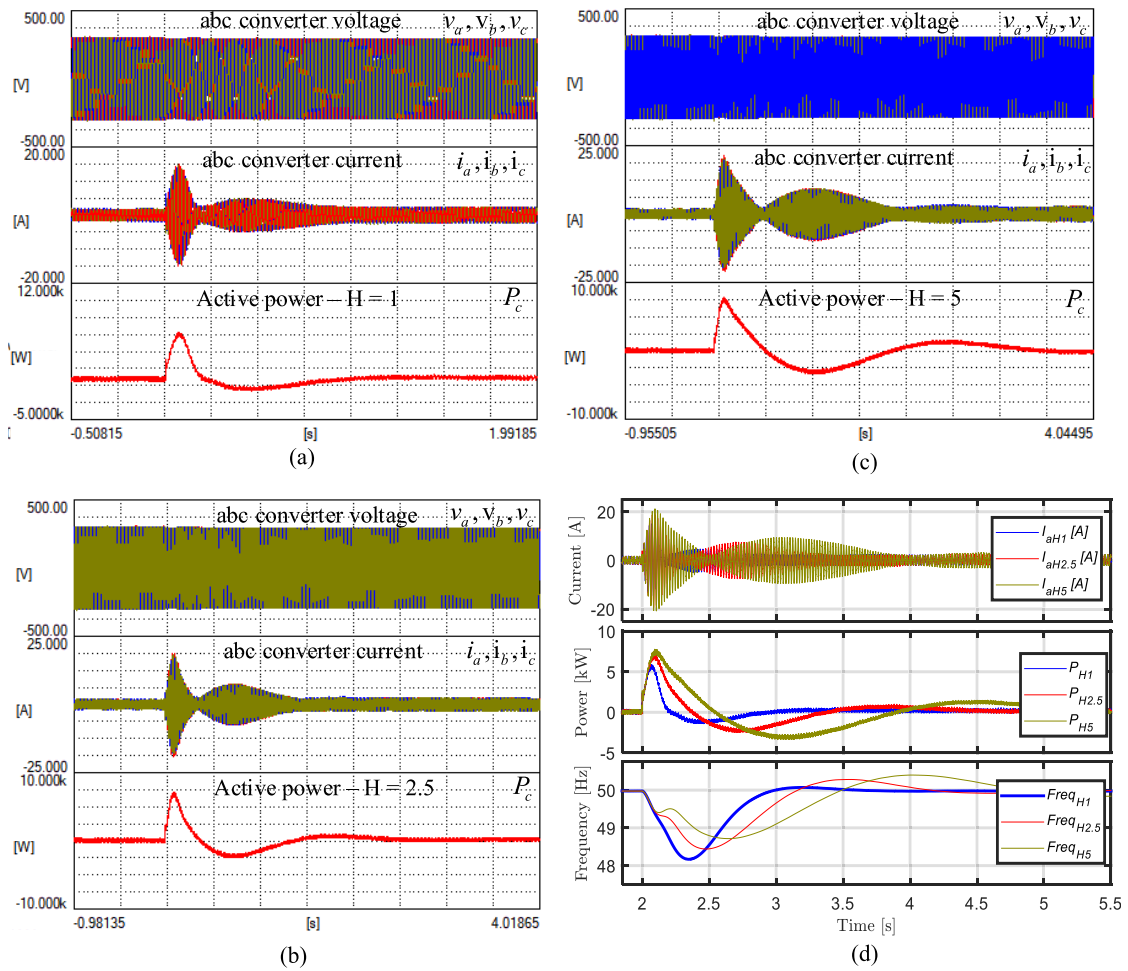 500.00
abc converter voltage
v_a, v_b, v_c
[V]
-500.00
20.000
abc converter current
i_a, i_b, i_c
[A]
-20.000
12.000k
Active power – H = 1
P_c
[W]
-5.0000k
-0.50815
[s]
1.99185
(a)
500.00
abc converter voltage
v_a, v_b, v_c
[V]
-500.00
25.000
abc converter current
i_a, i_b, i_c
[A]
-25.000
10.000k
Active power – H = 5
P_c
[W]
-10.000k
-0.95505
[s]
4.04495
(c)
500.00
abc converter voltage
v_a, v_b, v_c
[V]
-500.00
25.000
abc converter current
i_a, i_b, i_c
[A]
-25.000
10.000k
Active power – H = 2.5
P_c
[W]
-10.000k
-0.98135
[s]
4.01865
(b)
Current [A]
20
0
-20
I_aH1 [A]
I_aH2.5 [A]
I_aH5 [A]
Power [kW]
10
5
0
-5
P_H1
P_H2.5
P_H5
Frequency [Hz]
50
49
48
Freq_H1
Freq_H2.5
Freq_H5
2 2.5 3 3.5 4 4.5 5 5.5
Time [s]
(d)